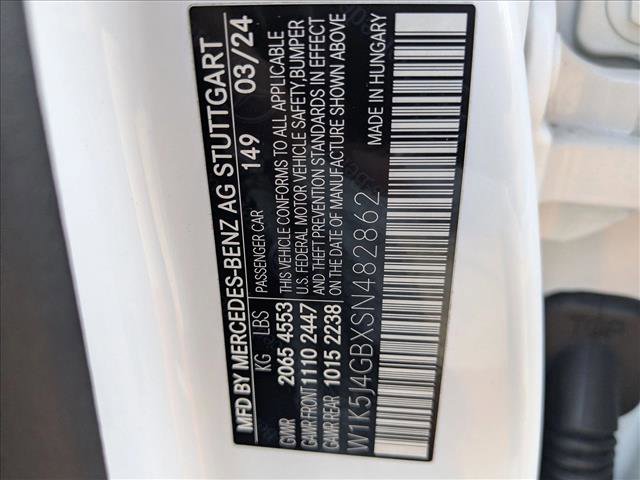 MFD BY MERCEDES-BENZ AG STUTTGART
149 03/24
KG LBS PASSENGER CAR
GVWR 2065 4553 THIS VEHICLE CONFORMS TO ALL APPLICABLE
GAWR FRONT 1110 2447 U.S. FEDERAL MOTOR VEHICLE SAFETY,BUMPER
GAWR REAR 1015 2238 AND THEFT PREVENTION STANDARDS IN EFFECT
ON THE DATE OF MANUFACTURE SHOWN ABOVE
W1K5J4GBXSN482862 MADE IN HUNGARY
TOP